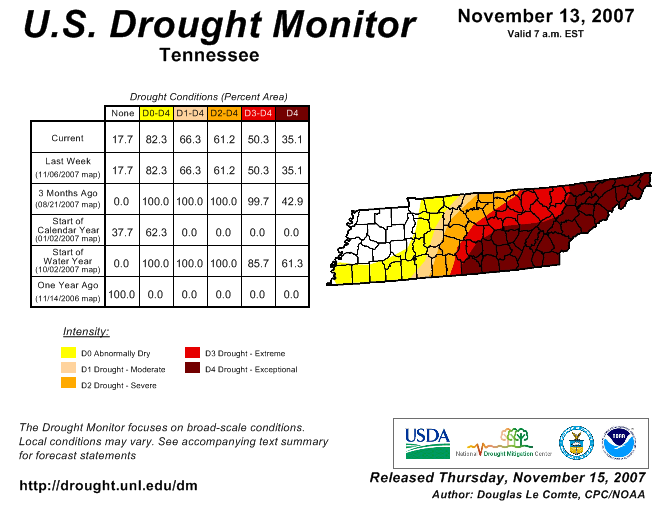 U.S. Drought Monitor
Tennessee
November 13, 2007
Valid 7 a.m. EST
Drought Conditions (Percent Area)
None D0-D4 D1-D4 D2-D4 D3-D4 D4
Current 17.7 82.3 66.3 61.2 50.3 35.1
Last Week
(11/06/2007 map) 17.7 82.3 66.3 61.2 50.3 35.1
3 Months Ago
(08/21/2007 map) 0.0 100.0 100.0 100.0 99.7 42.9
Start of
Calendar Year
(01/02/2007 map) 37.7 62.3 0.0 0.0 0.0 0.0
Start of
Water Year
(10/02/2007 map) 0.0 100.0 100.0 100.0 85.7 61.3
One Year Ago
(11/14/2006 map) 100.0 0.0 0.0 0.0 0.0 0.0
Intensity:
D0 Abnormally Dry
D1 Drought - Moderate
D2 Drought - Severe
D3 Drought - Extreme
D4 Drought - Exceptional
The Drought Monitor focuses on broad-scale conditions.
Local conditions may vary. See accompanying text summary
for forecast statements
http://drought.unl.edu/dm
USDA
National Drought Mitigation Center
NOAA
Released Thursday, November 15, 2007
Author: Douglas Le Comte, CPC/NOAA